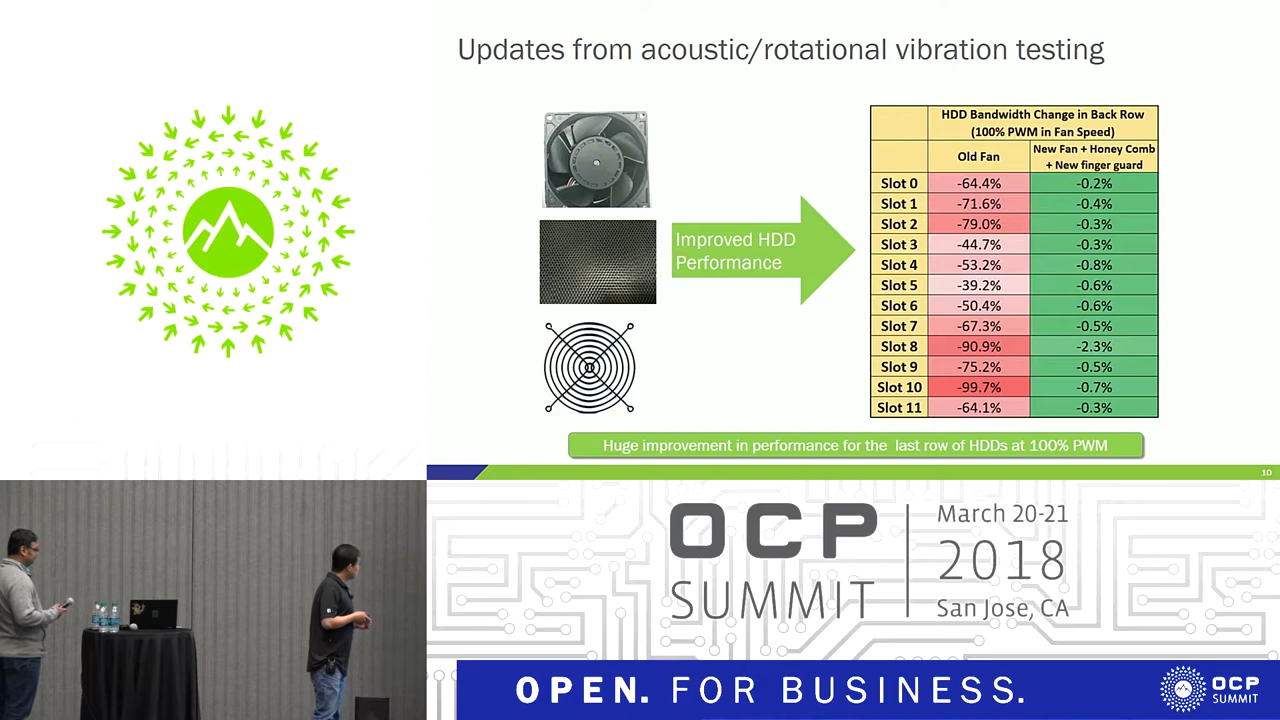 Updates from acoustic/rotational vibration testing
Improved HDD
Performance
HDD Bandwidth Change in Back Row
(100% PWM in Fan Speed)
Old Fan
New Fan + Honey Comb
+ New finger guard
Slot 0 -64.4% -0.2%
Slot 1 -71.6% -0.4%
Slot 2 -79.0% -0.3%
Slot 3 -44.7% -0.3%
Slot 4 -53.2% -0.8%
Slot 5 -39.2% -0.6%
Slot 6 -50.4% -0.6%
Slot 7 -67.3% -0.5%
Slot 8 -90.9% -2.3%
Slot 9 -75.2% -0.5%
Slot 10 -99.7% -0.7%
Slot 11 -64.1% -0.3%
Huge improvement in performance for the last row of HDDs at 100% PWM
10
OCP
SUMMIT
March 20-21
2018
San Jose, CA
OPEN. FOR BUSINESS.
OCP
SUMMIT